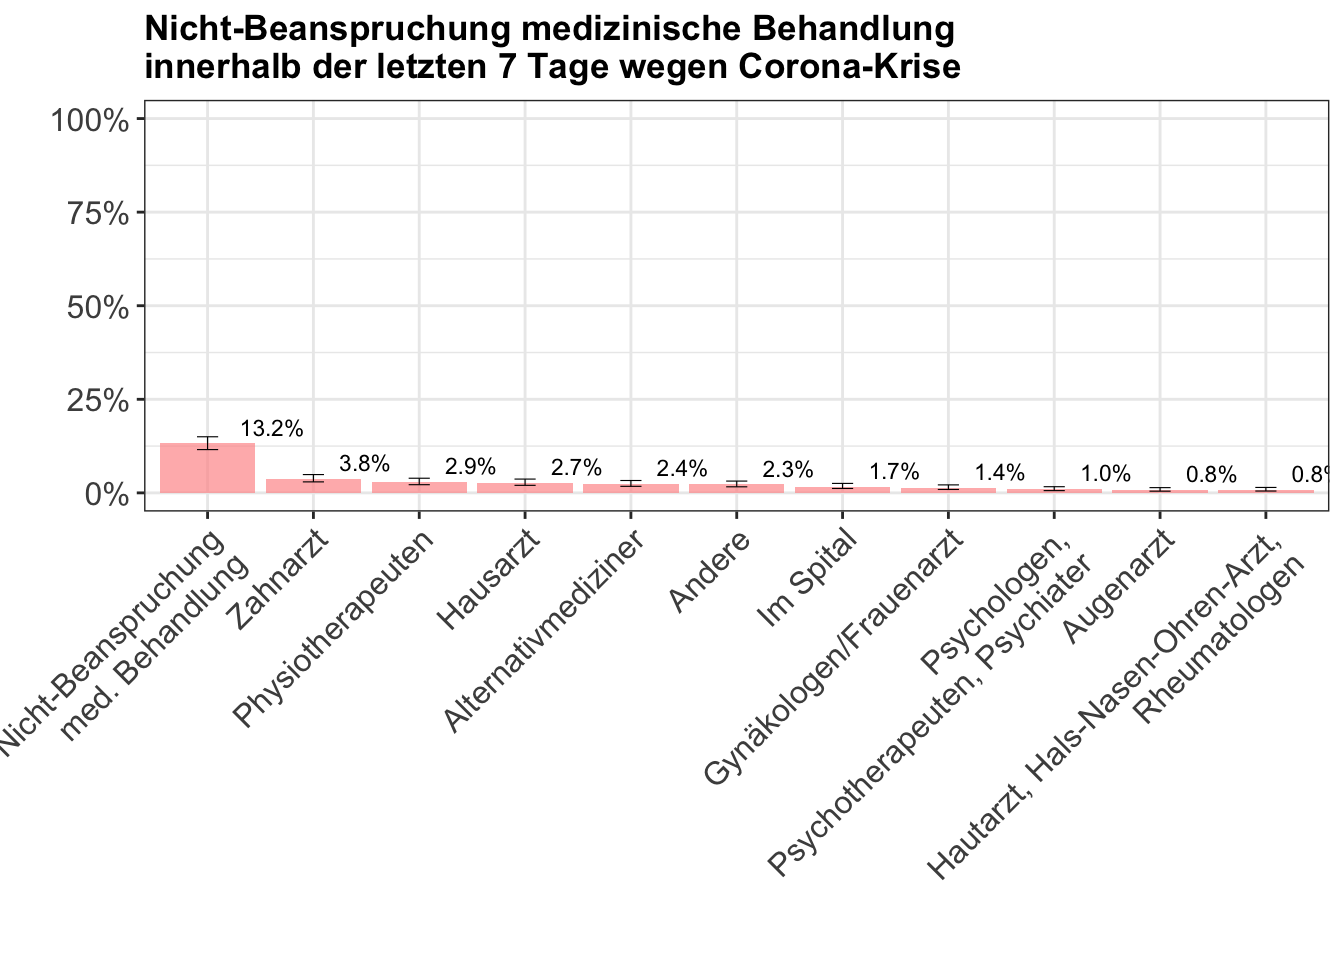 Nicht-Beanspruchung medizinische Behandlung
innerhalb der letzten 7 Tage wegen Corona-Krise
100%
75%
50%
25%
0%
13.2%
3.8%
2.9%
2.7%
2.4%
2.3%
1.7%
1.4%
1.0%
0.8%
0.8%
Nicht-Beanspruchung
med. Behandlung
Zahnarzt
Physiotherapeuten
Hausarzt
Alternativmediziner
Andere
Im Spital
Gynäkologen/Frauenarzt
Psychologen,
Psychotherapeuten, Psychiater
Augenarzt
Hautarzt, Hals-Nasen-Ohren-Arzt,
Rheumatologen